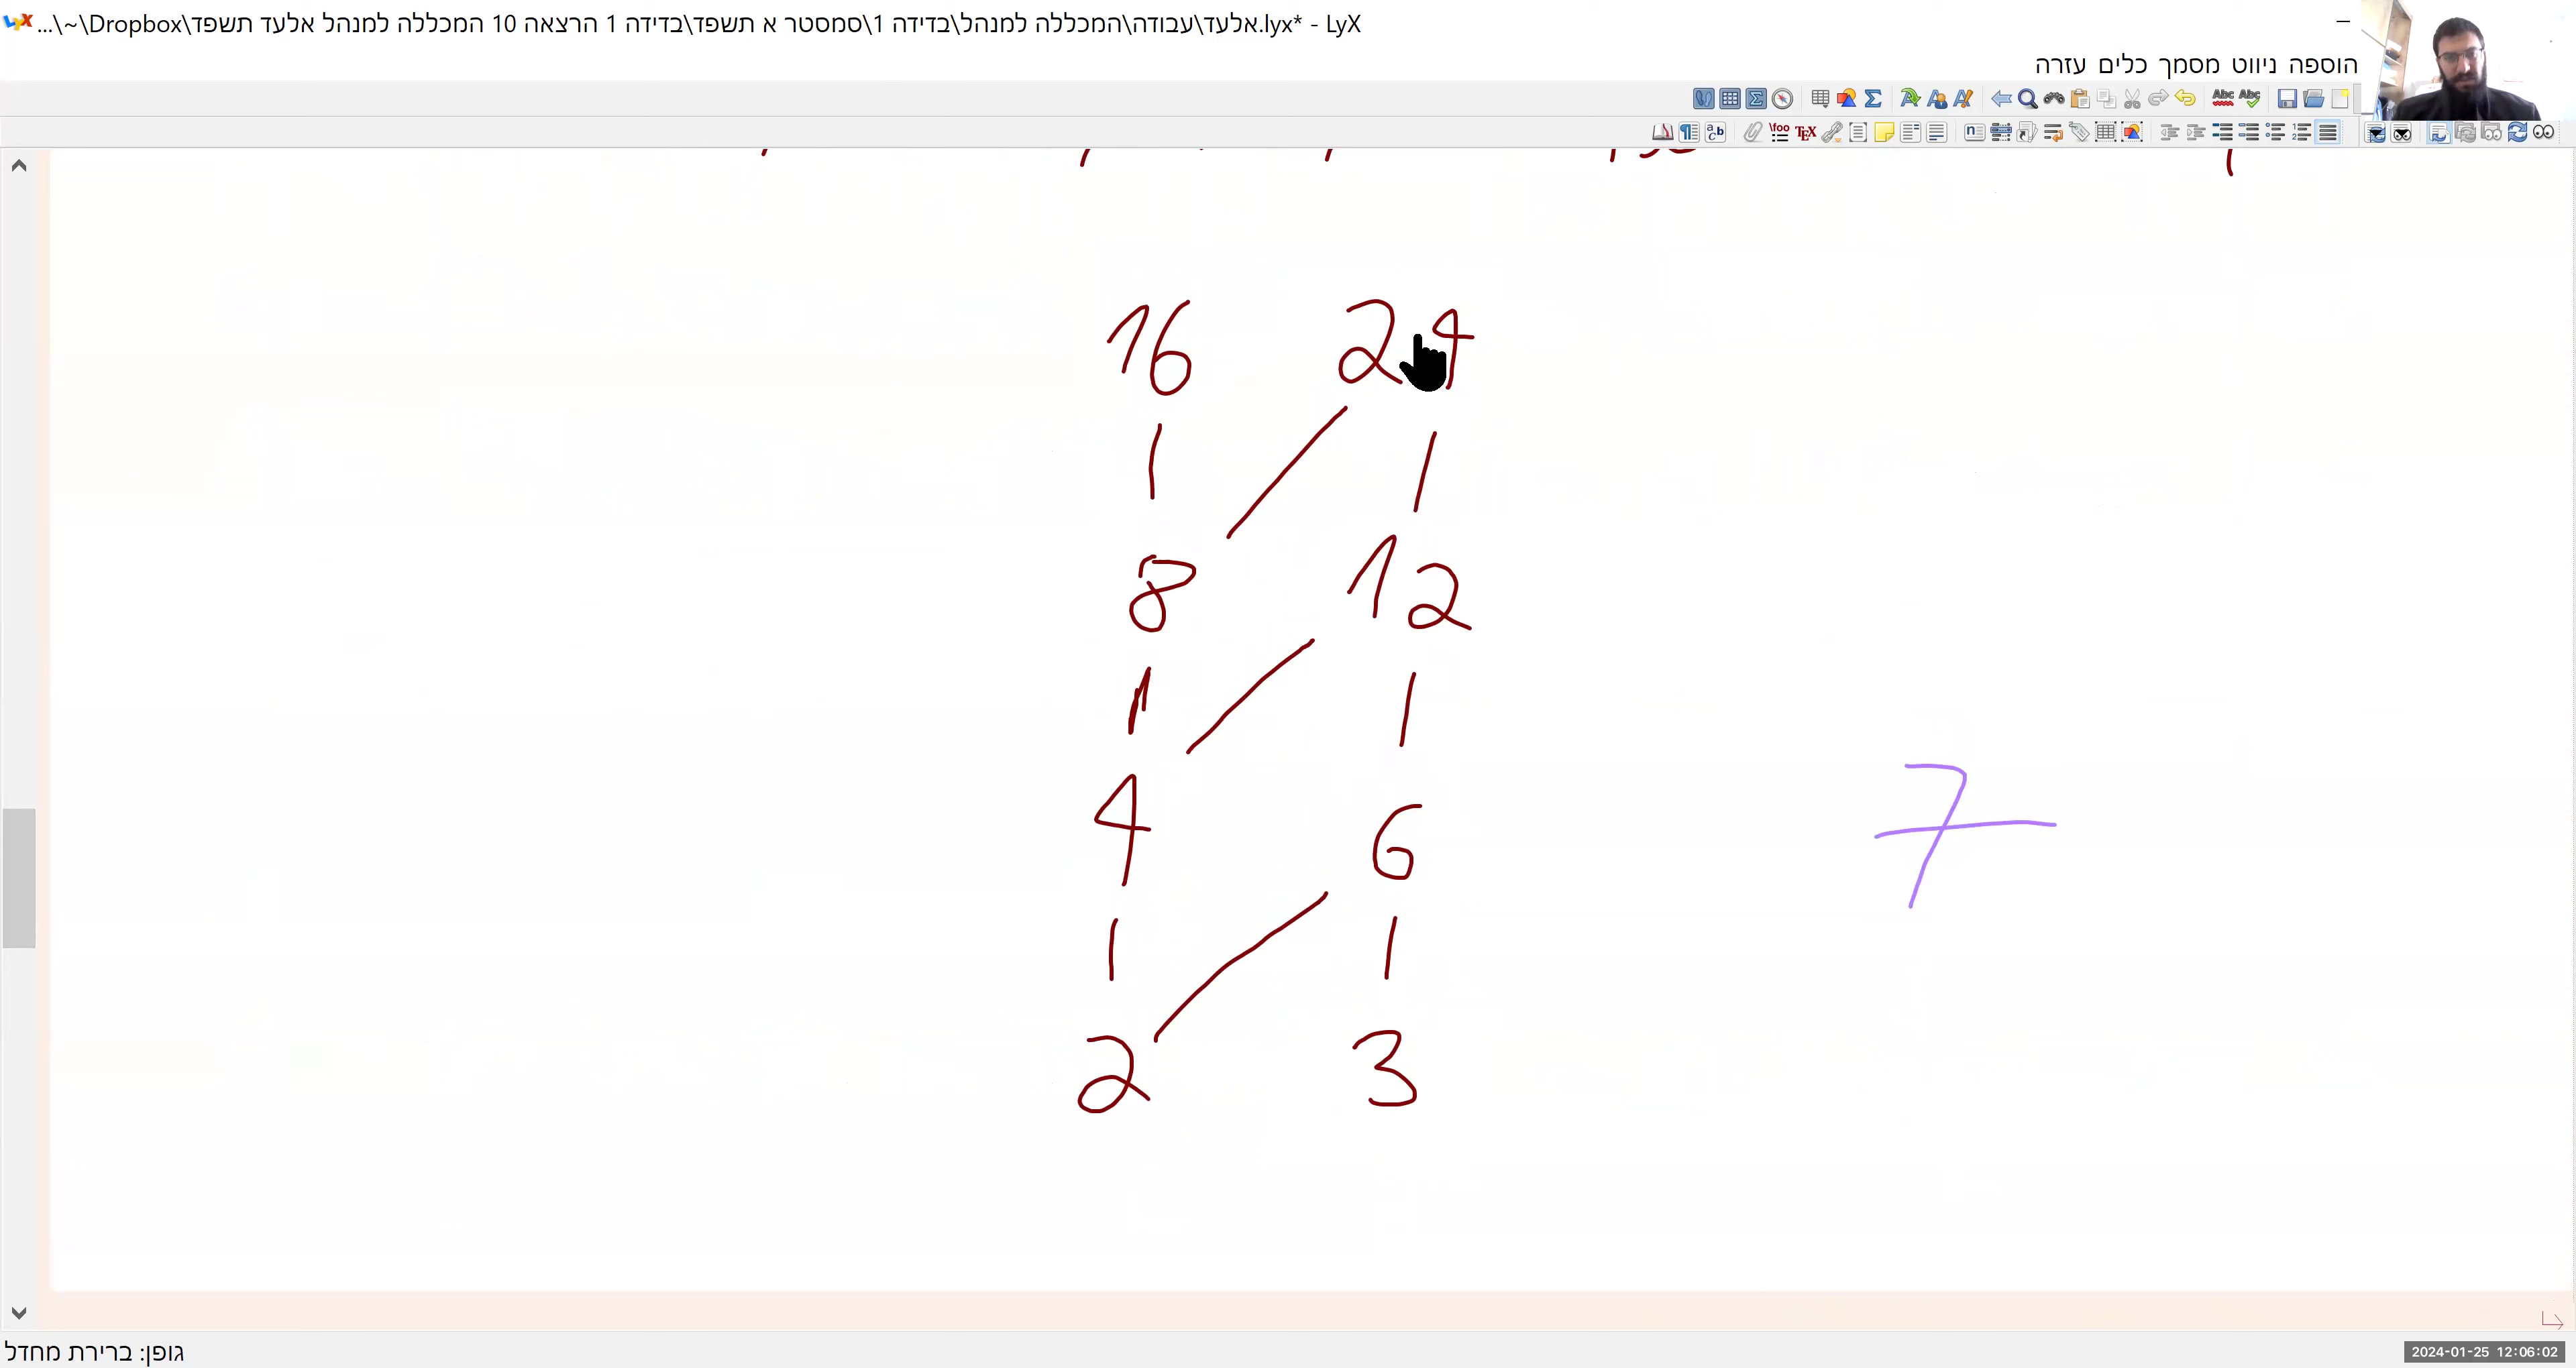 ...\~\Dropbox\אלעד\עבודה\המכללה למנהל\בדידה 1\סמסטר א תשפד\בדידה 1 הרצאה 10 המכללה למנהל אלעד תשפד.lyx* - LyX
הוספה ניווט מסמך כלים עזרה
16 24
8 12
4 6
7
2 3
גופן: ברירת מחדל
2024-01-25 12:06:02